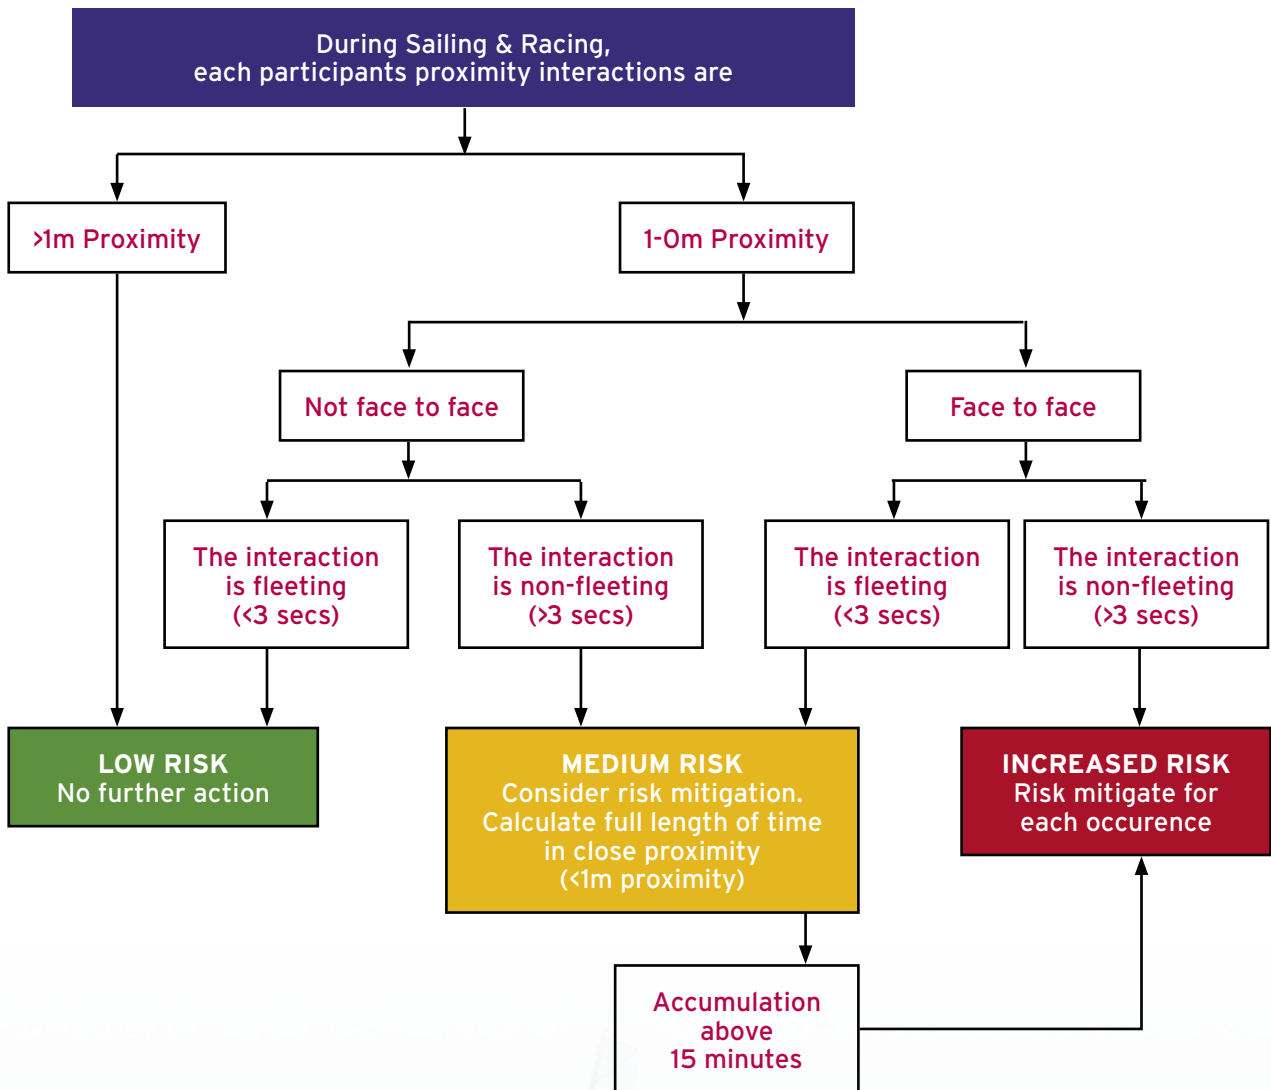 During Sailing & Racing,
each participants proximity interactions are
>1m Proximity
1-0m Proximity
Not face to face
Face to face
The interaction
is fleeting
(<3 secs)
The interaction
is non-fleeting
(>3 secs)
The interaction
is fleeting
(<3 secs)
The interaction
is non-fleeting
(>3 secs)
LOW RISK
No further action
MEDIUM RISK
Consider risk mitigation.
Calculate full length of time
in close proximity
(<1m proximity)
INCREASED RISK
Risk mitigate for
each occurence
Accumulation
above
15 minutes